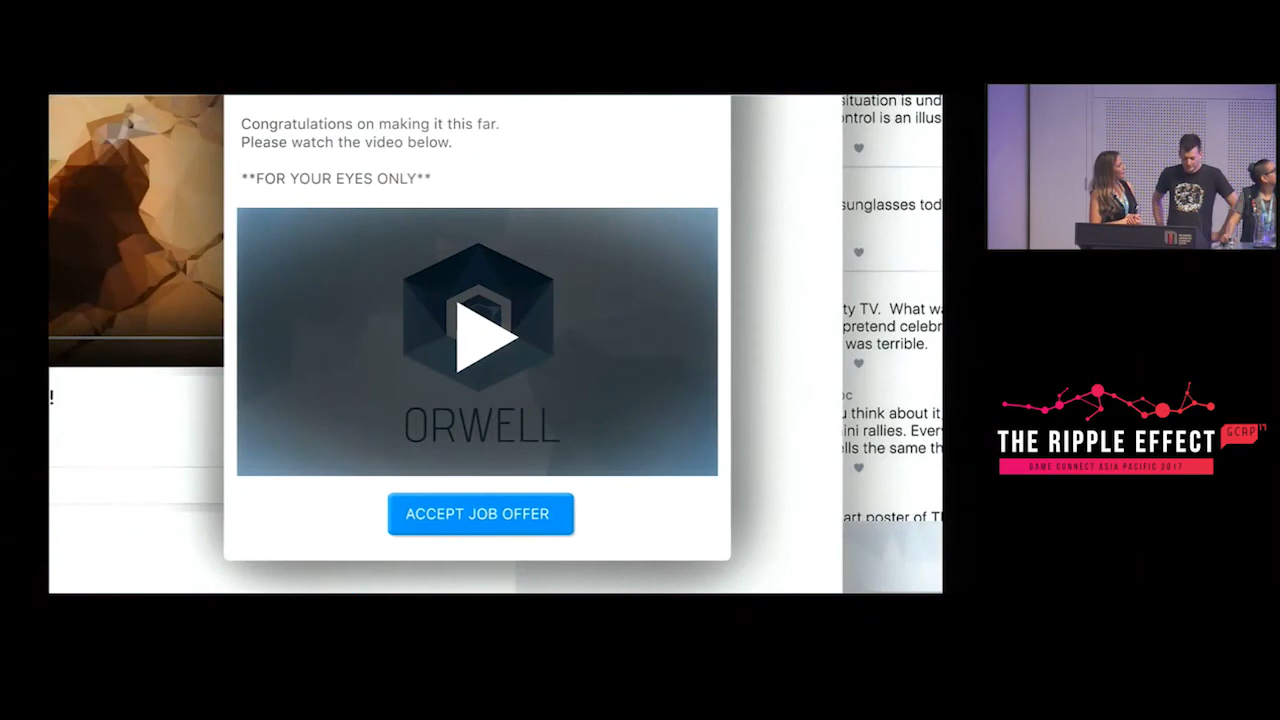 Congratulations on making it this far.
Please watch the video below.
**FOR YOUR EYES ONLY**
ORWELL
ACCEPT JOB OFFER
!
situation is und
ontrol is an illus
sunglasses tod
ty TV. What wa
pretend celebr
was terrible.
oc
u think about it
ini rallies. Ever
ells the same th
art poster of Th
THE RIPPLE EFFECT
GCAP 17
GAME CONNECT ASIA PACIFIC 2017